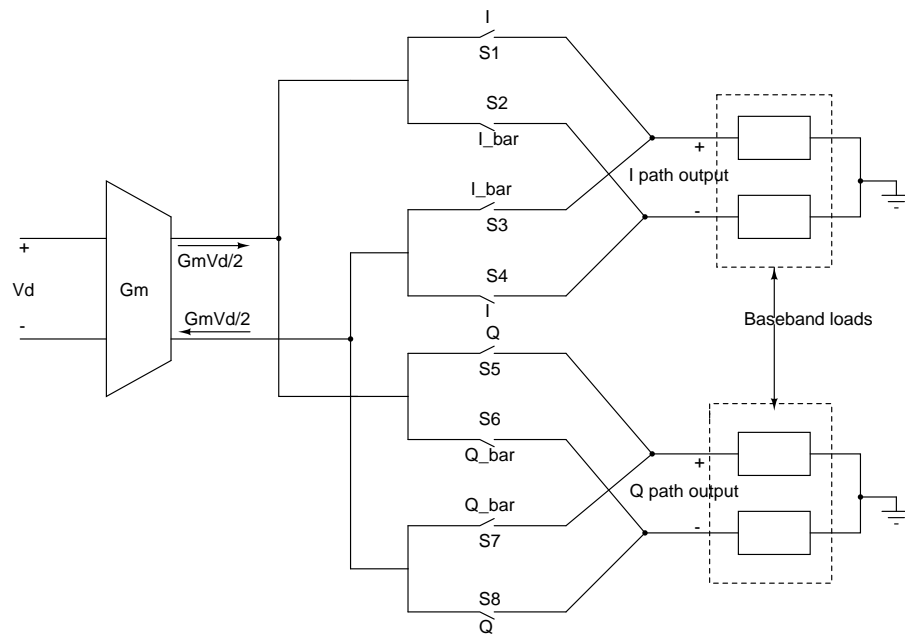 I
S1
S2
I_bar
I_bar
S3
S4
I
+
Vd
-
Gm
GmVd/2
GmVd/2
+
I path output
-
Baseband loads
Q
S5
S6
Q_bar
Q_bar
S7
S8
Q
+
Q path output
-